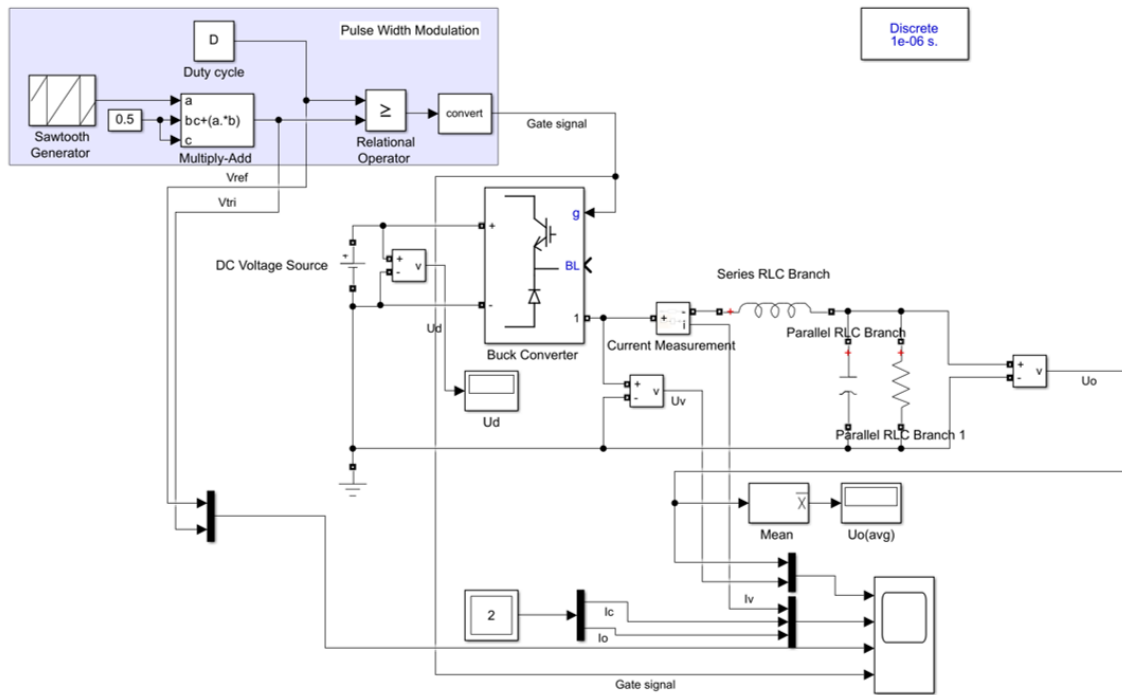 Pulse Width Modulation
D
Duty cycle
Discrete
1e-06 s.
Sawtooth
Generator
0.5
a
bc+(a.*b)
c
Multiply-Add
≥
Relational
Operator
convert
Gate signal
Vref
Vtri
DC Voltage Source
+
-
+
-
v
Ud
+
-
g
BL
1
Buck Converter
Ud
+
-
i
Current Measurement
Series RLC Branch
+
Parallel RLC Branch
+
+
Parallel RLC Branch 1
+
-
v
Uv
+
-
v
Uo
X
Mean
Uo(avg)
2
Ic
Io
Iv
Gate signal